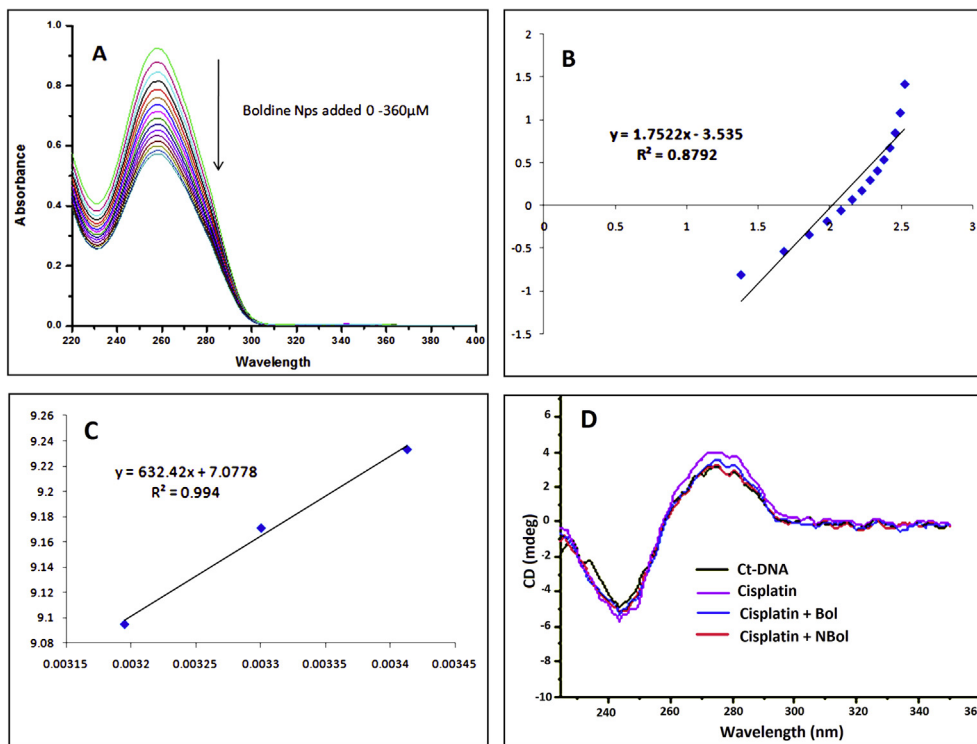 A
Boldine Nps added 0 -360µM
Absorbance
1.0
0.8
0.6
0.4
0.2
0.0
220 240 260 280 300 320 340 360 380 400
Wavelength
B
y = 1.7522x - 3.535
R² = 0.8792
2
1.5
1
0.5
0
-0.5
-1
-1.5
0 0.5 1 1.5 2 2.5 3
C
y = 632.42x + 7.0778
R² = 0.994
9.26
9.24
9.22
9.2
9.18
9.16
9.14
9.12
9.1
9.08
0.00315 0.0032 0.00325 0.0033 0.00335 0.0034 0.00345
D
CD (mdeg)
6
4
2
0
-2
-4
-6
-10
Ct-DNA
Cisplatin
Cisplatin + Bol
Cisplatin + NBol
240 260 280 300 320 340 360
Wavelength (nm)